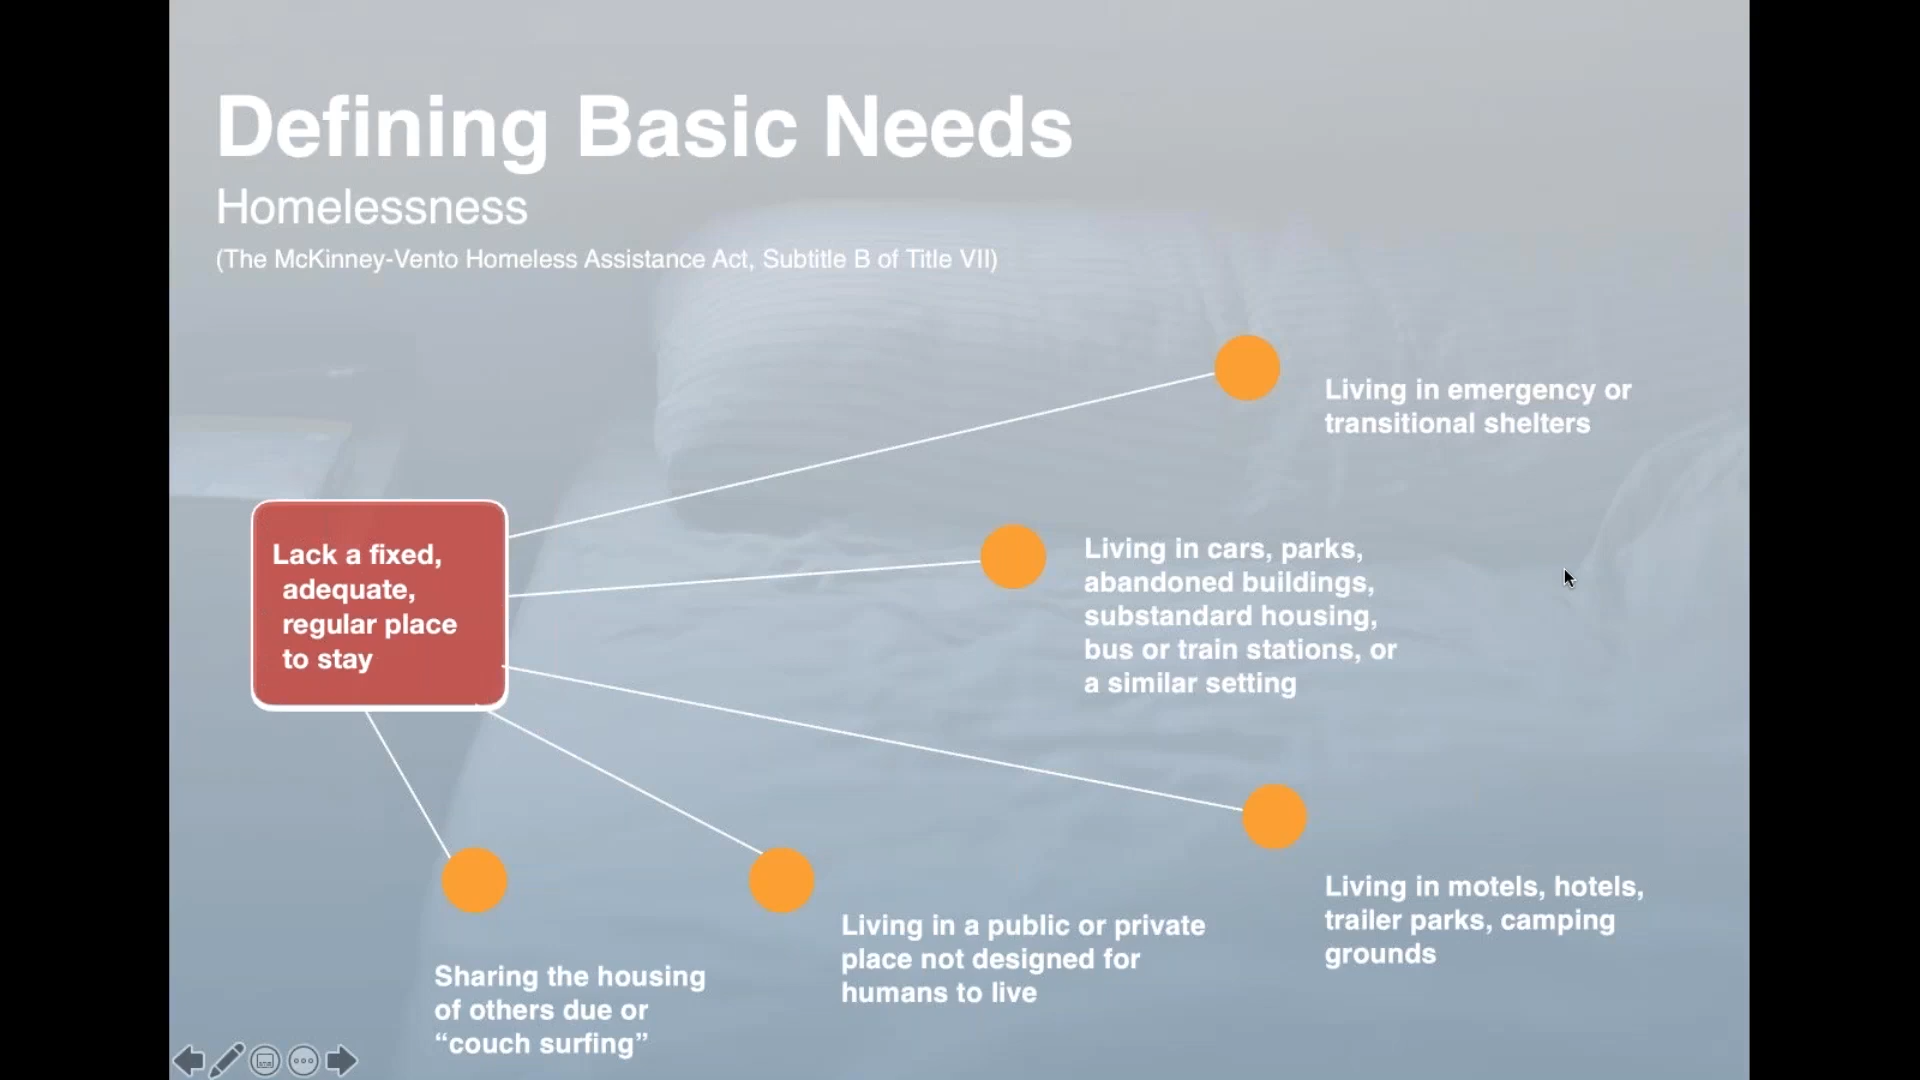 Defining Basic Needs
Homelessness
(The McKinney-Vento Homeless Assistance Act, Subtitle B of Title VII)
Living in emergency or
transitional shelters
Lack a fixed,
adequate,
regular place
to stay
Living in cars, parks,
abandoned buildings,
substandard housing,
bus or train stations, or
a similar setting
Living in motels, hotels,
trailer parks, camping
grounds
Living in a public or private
place not designed for
humans to live
Sharing the housing
of others due or
“couch surfing”